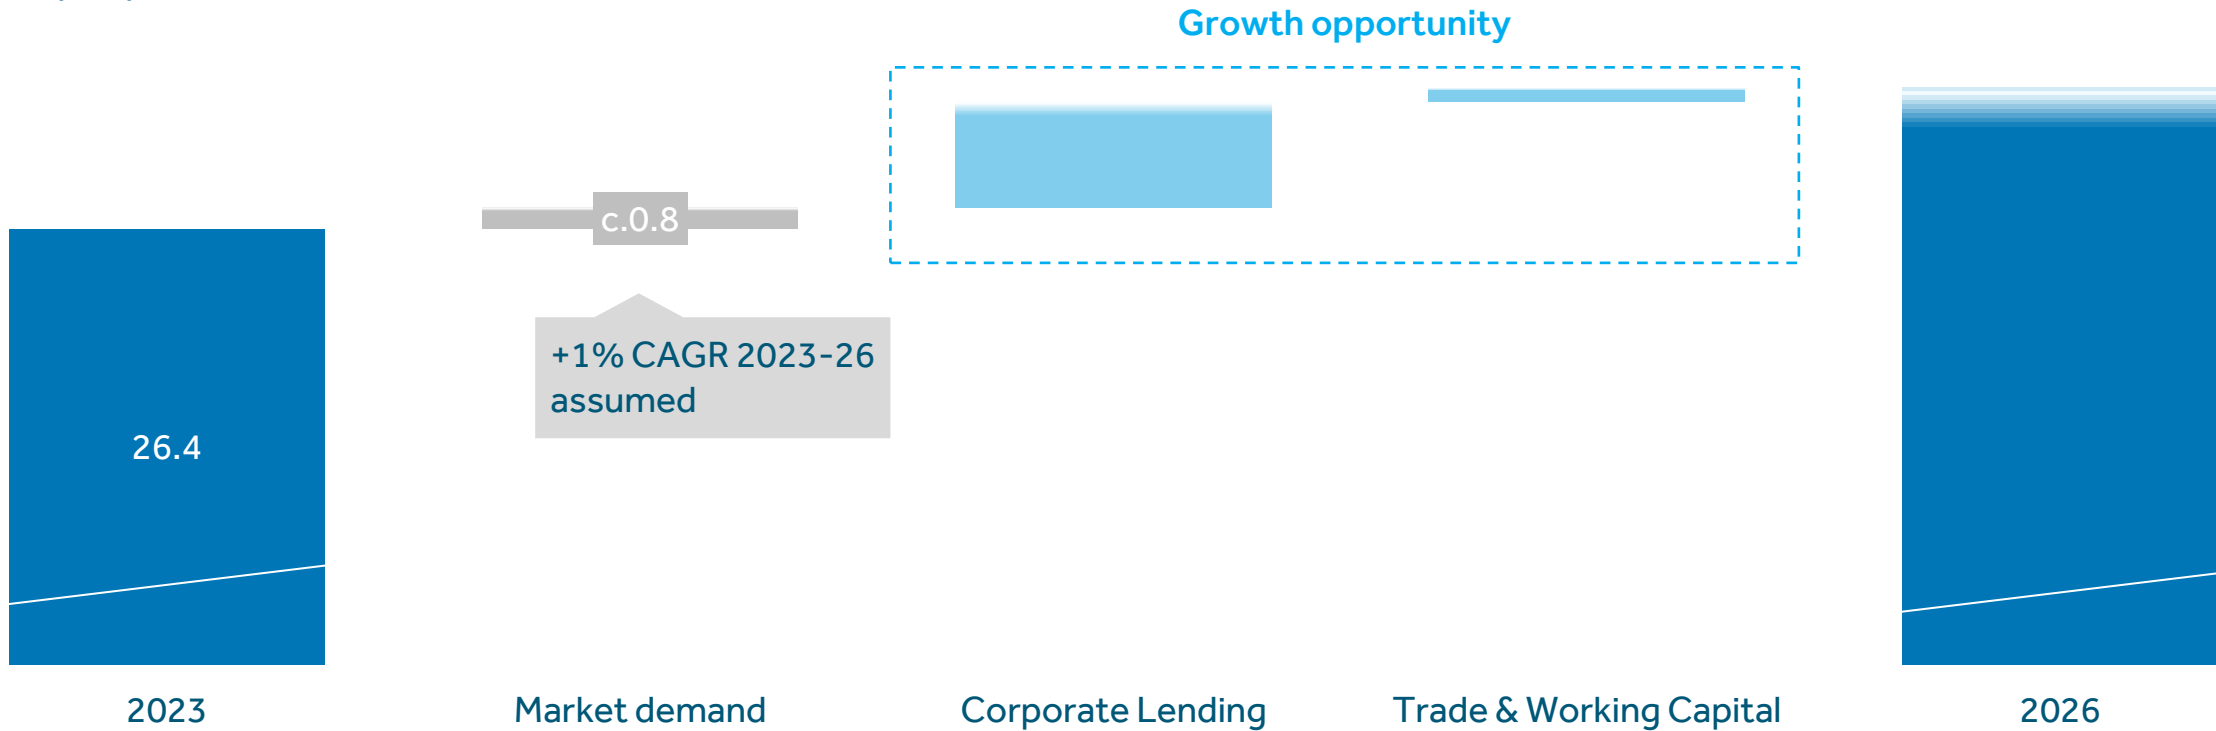 Growth opportunity
c.0.8
+1% CAGR 2023-26
assumed
26.4
2023
Market demand
Corporate Lending
Trade & Working Capital
2026